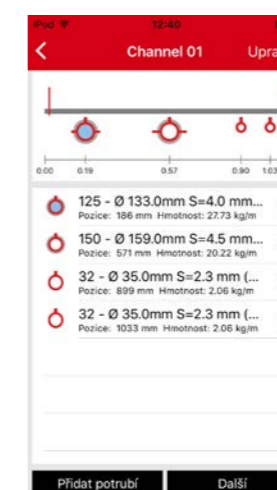 iPod 12:40
Channel 01 Upra
0.00 0.19 0.57 0.90 1.03
125 - Ø 133.0mm S=4.0 mm...
Pozice: 186 mm Hmotnost: 27.73 kg/m
150 - Ø 159.0mm S=4.5 mm...
Pozice: 571 mm Hmotnost: 20.22 kg/m
32 - Ø 35.0mm S=2.3 mm (...
Pozice: 899 mm Hmotnost: 2.06 kg/m
32 - Ø 35.0mm S=2.3 mm (...
Pozice: 1033 mm Hmotnost: 2.06 kg/m
Přidat potrubí Další